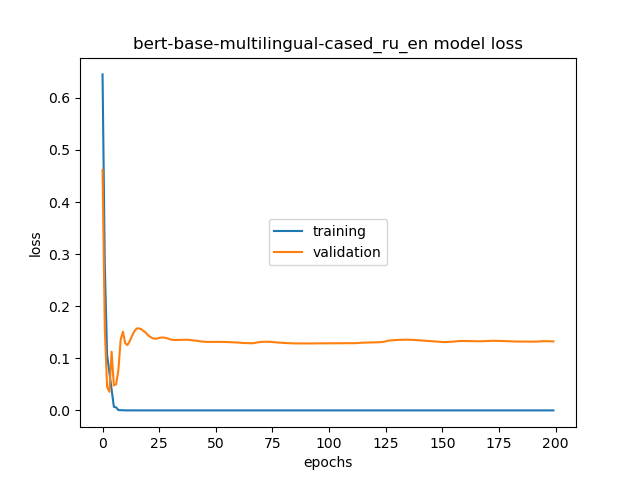 bert-base-multilingual-cased_ru_en model loss
0.6
0.5
0.4
0.3
0.2
0.1
0.0
loss
training
validation
0 25 50 75 100 125 150 175 200
epochs